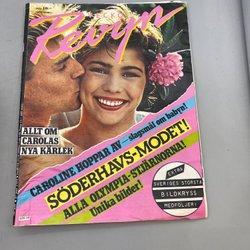 Revyn
ALLT OM
CAROLAS
NYA KÄRLEK
CAROLINE HOPPAR AV
—slagsmål om babyn!
SÖDERHAVS-MODET!
ALLA OLYMPIA-STJÄRNORNA!
Unika bilder!
EXTRA
SVERIGES STÖRSTA
BILDKRYSS
MEDFÖLJER!